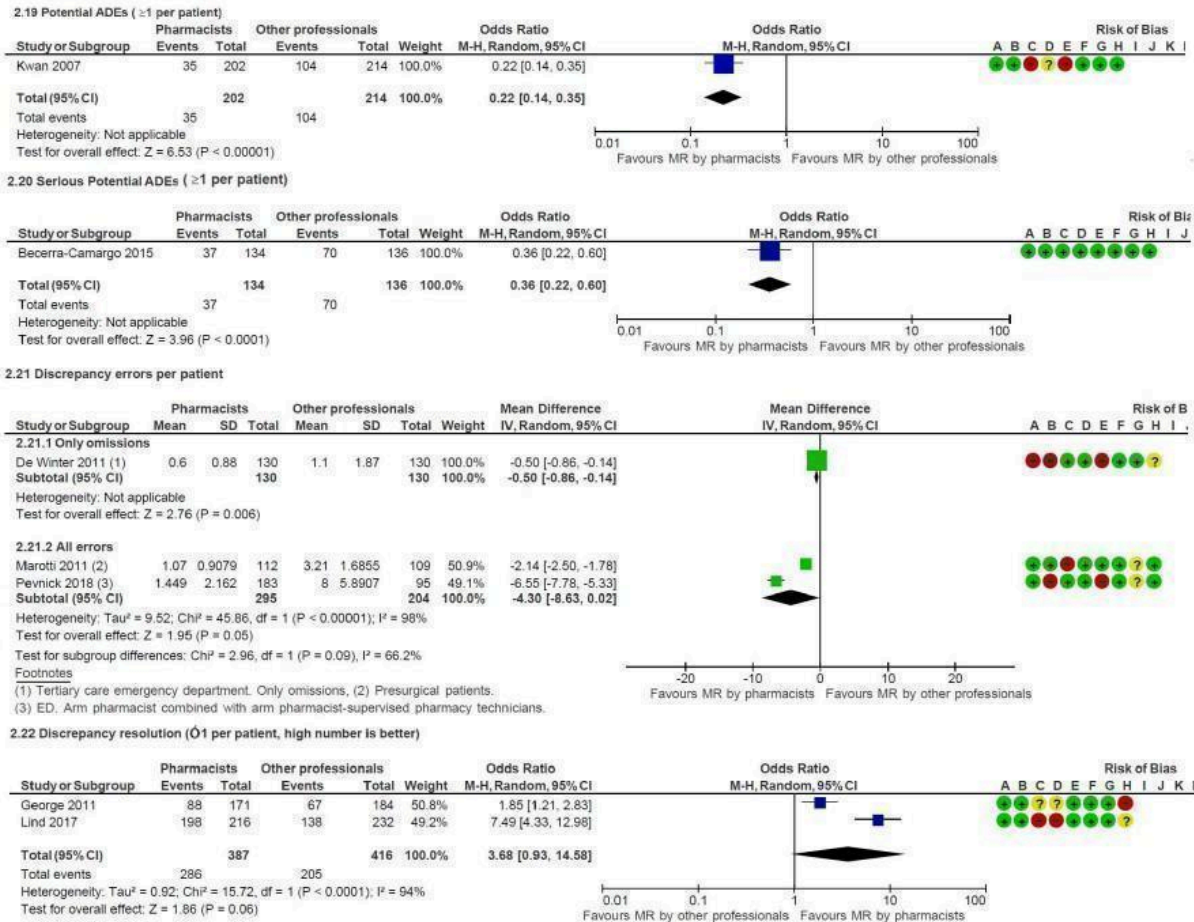 2.19 Potential ADEs ( ≥1 per patient)
Pharmacists Other professionals Odds Ratio Odds Ratio Risk of Bias
Study or Subgroup Events Total Events Total Weight M-H, Random, 95% CI M-H, Random, 95% CI A B C D E F G H I J K
Kwan 2007 35 202 104 214 100.0% 0.22 [0.14, 0.35] + + - ? - + + +
Total (95% CI) 202 214 100.0% 0.22 [0.14, 0.35]
Total events 35 104
Heterogeneity: Not applicable
Test for overall effect: Z = 6.53 (P < 0.00001)
0.01 0.1 1 10 100
Favours MR by pharmacists Favours MR by other professionals
2.20 Serious Potential ADEs ( ≥1 per patient)
Pharmacists Other professionals Odds Ratio Odds Ratio Risk of Bia
Study or Subgroup Events Total Events Total Weight M-H, Random, 95% CI M-H, Random, 95% CI A B C D E F G H I J
Becerra-Camargo 2015 37 134 70 136 100.0% 0.36 [0.22, 0.60] + + + + + + + +
Total (95% CI) 134 136 100.0% 0.36 [0.22, 0.60]
Total events 37 70
Heterogeneity: Not applicable
Test for overall effect: Z = 3.96 (P < 0.0001)
0.01 0.1 1 10 100
Favours MR by pharmacists Favours MR by other professionals
2.21 Discrepancy errors per patient
Pharmacists Other professionals Mean Difference Mean Difference Risk of B
Study or Subgroup Mean SD Total Mean SD Total Weight IV, Random, 95% CI IV, Random, 95% CI A B C D E F G H I
2.21.1 Only omissions
De Winter 2011 (1) 0.6 0.88 130 1.1 1.87 130 100.0% -0.50 [-0.86, -0.14] - - + + - + + ?
Subtotal (95% CI) 130 130 100.0% -0.50 [-0.86, -0.14]
Heterogeneity: Not applicable
Test for overall effect: Z = 2.76 (P = 0.006)
2.21.2 All errors
Marotti 2011 (2) 1.07 0.9079 112 3.21 1.6855 109 50.9% -2.14 [-2.50, -1.78] + + - + + + ? +
Pevnick 2018 (3) 1.449 2.162 183 8 5.8907 95 49.1% -6.55 [-7.78, -5.33] + - + + - + ? +
Subtotal (95% CI) 295 204 100.0% -4.30 [-8.63, 0.02]
Heterogeneity: Tau² = 9.52; Chi² = 45.86, df = 1 (P < 0.00001); I² = 98%
Test for overall effect: Z = 1.95 (P = 0.05)
Test for subgroup differences: Chi² = 2.96, df = 1 (P = 0.09), I² = 66.2%
-20 -10 0 10 20
Favours MR by pharmacists Favours MR by other professionals
Footnotes
(1) Tertiary care emergency department. Only omissions, (2) Presurgical patients.
(3) ED. Arm pharmacist combined with arm pharmacist-supervised pharmacy technicians.
2.22 Discrepancy resolution (Ó1 per patient, high number is better)
Pharmacists Other professionals Odds Ratio Odds Ratio Risk of Bias
Study or Subgroup Events Total Events Total Weight M-H, Random, 95% CI M-H, Random, 95% CI A B C D E F G H I J K
George 2011 88 171 67 184 50.8% 1.85 [1.21, 2.83] + + ? ? + + + -
Lind 2017 198 216 138 232 49.2% 7.49 [4.33, 12.98] + + - - + + + ?
Total (95% CI) 387 416 100.0% 3.68 [0.93, 14.58]
Total events 286 205
Heterogeneity: Tau² = 0.92; Chi² = 15.72, df = 1 (P < 0.0001); I² = 94%
Test for overall effect: Z = 1.86 (P = 0.06)
0.01 0.1 1 10 100
Favours MR by other professionals Favours MR by pharmacists